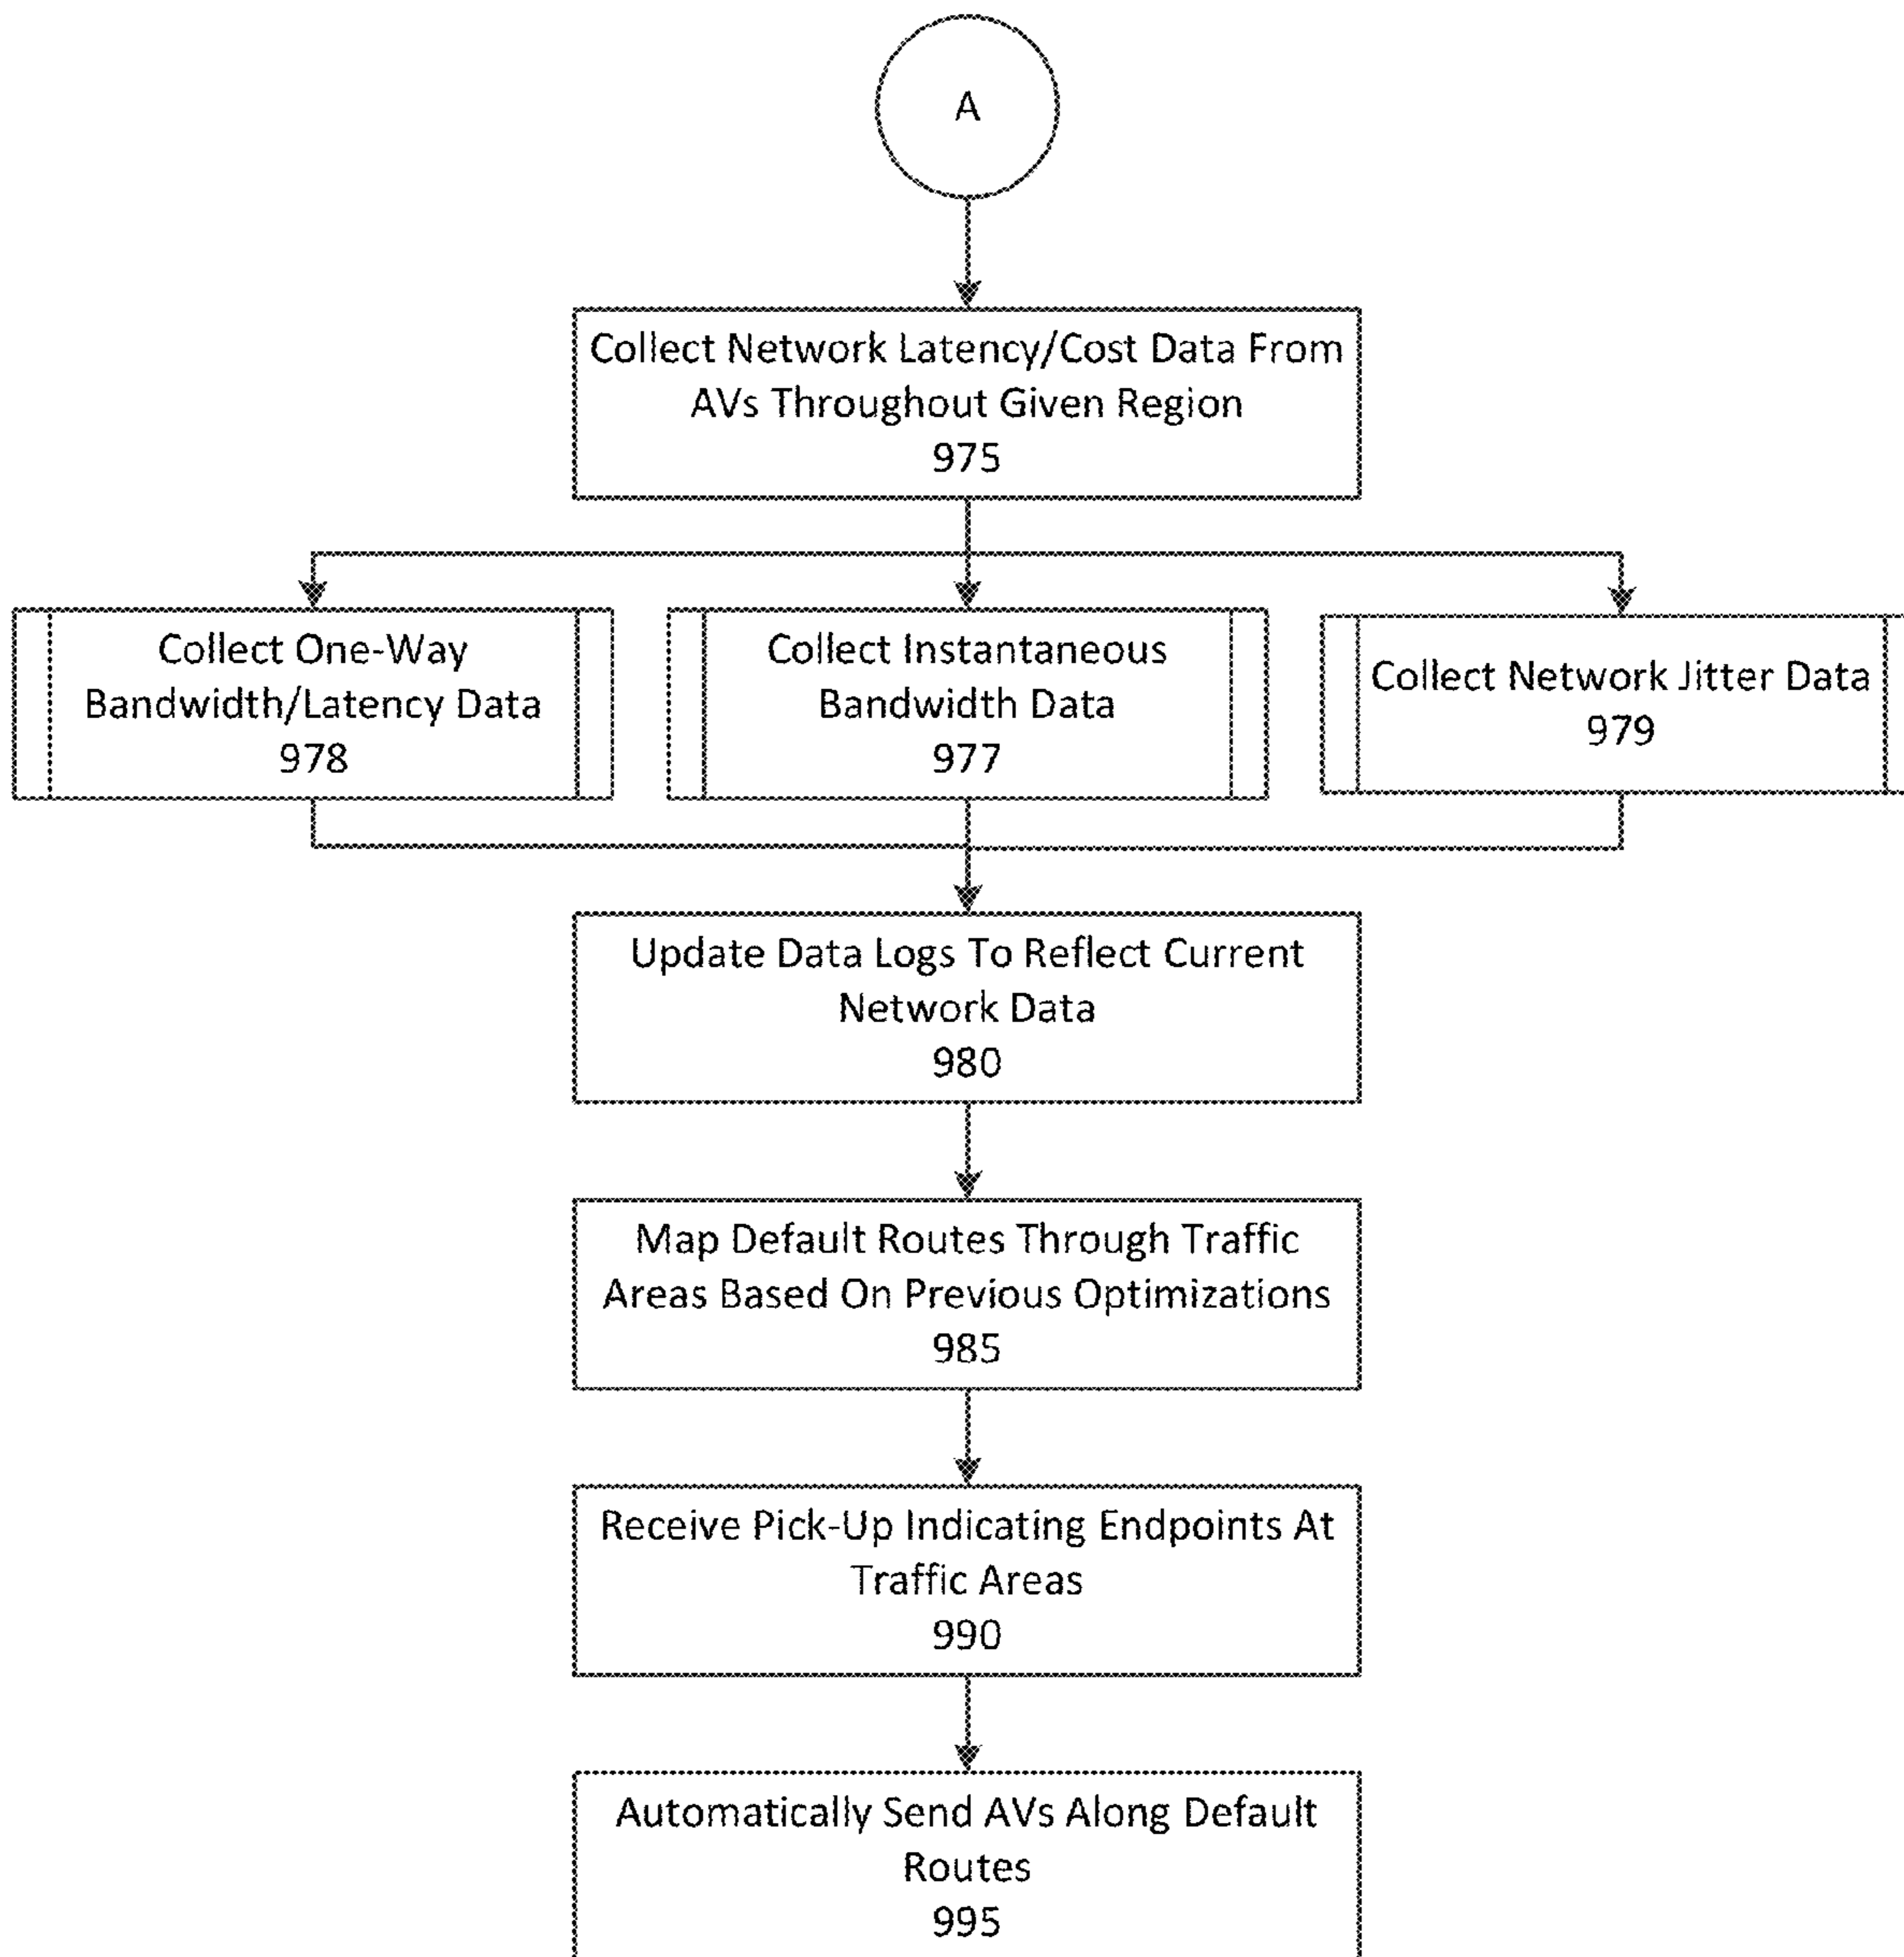 A
Collect Network Latency/Cost Data From
AVs Throughout Given Region
975
Collect One-Way
Bandwidth/Latency Data
978
Collect Instantaneous
Bandwidth Data
977
Collect Network Jitter Data
979
Update Data Logs To Reflect Current
Network Data
980
Map Default Routes Through Traffic
Areas Based On Previous Optimizations
985
Receive Pick-Up Indicating Endpoints At
Traffic Areas
990
Automatically Send AVs Along Default
Routes
995